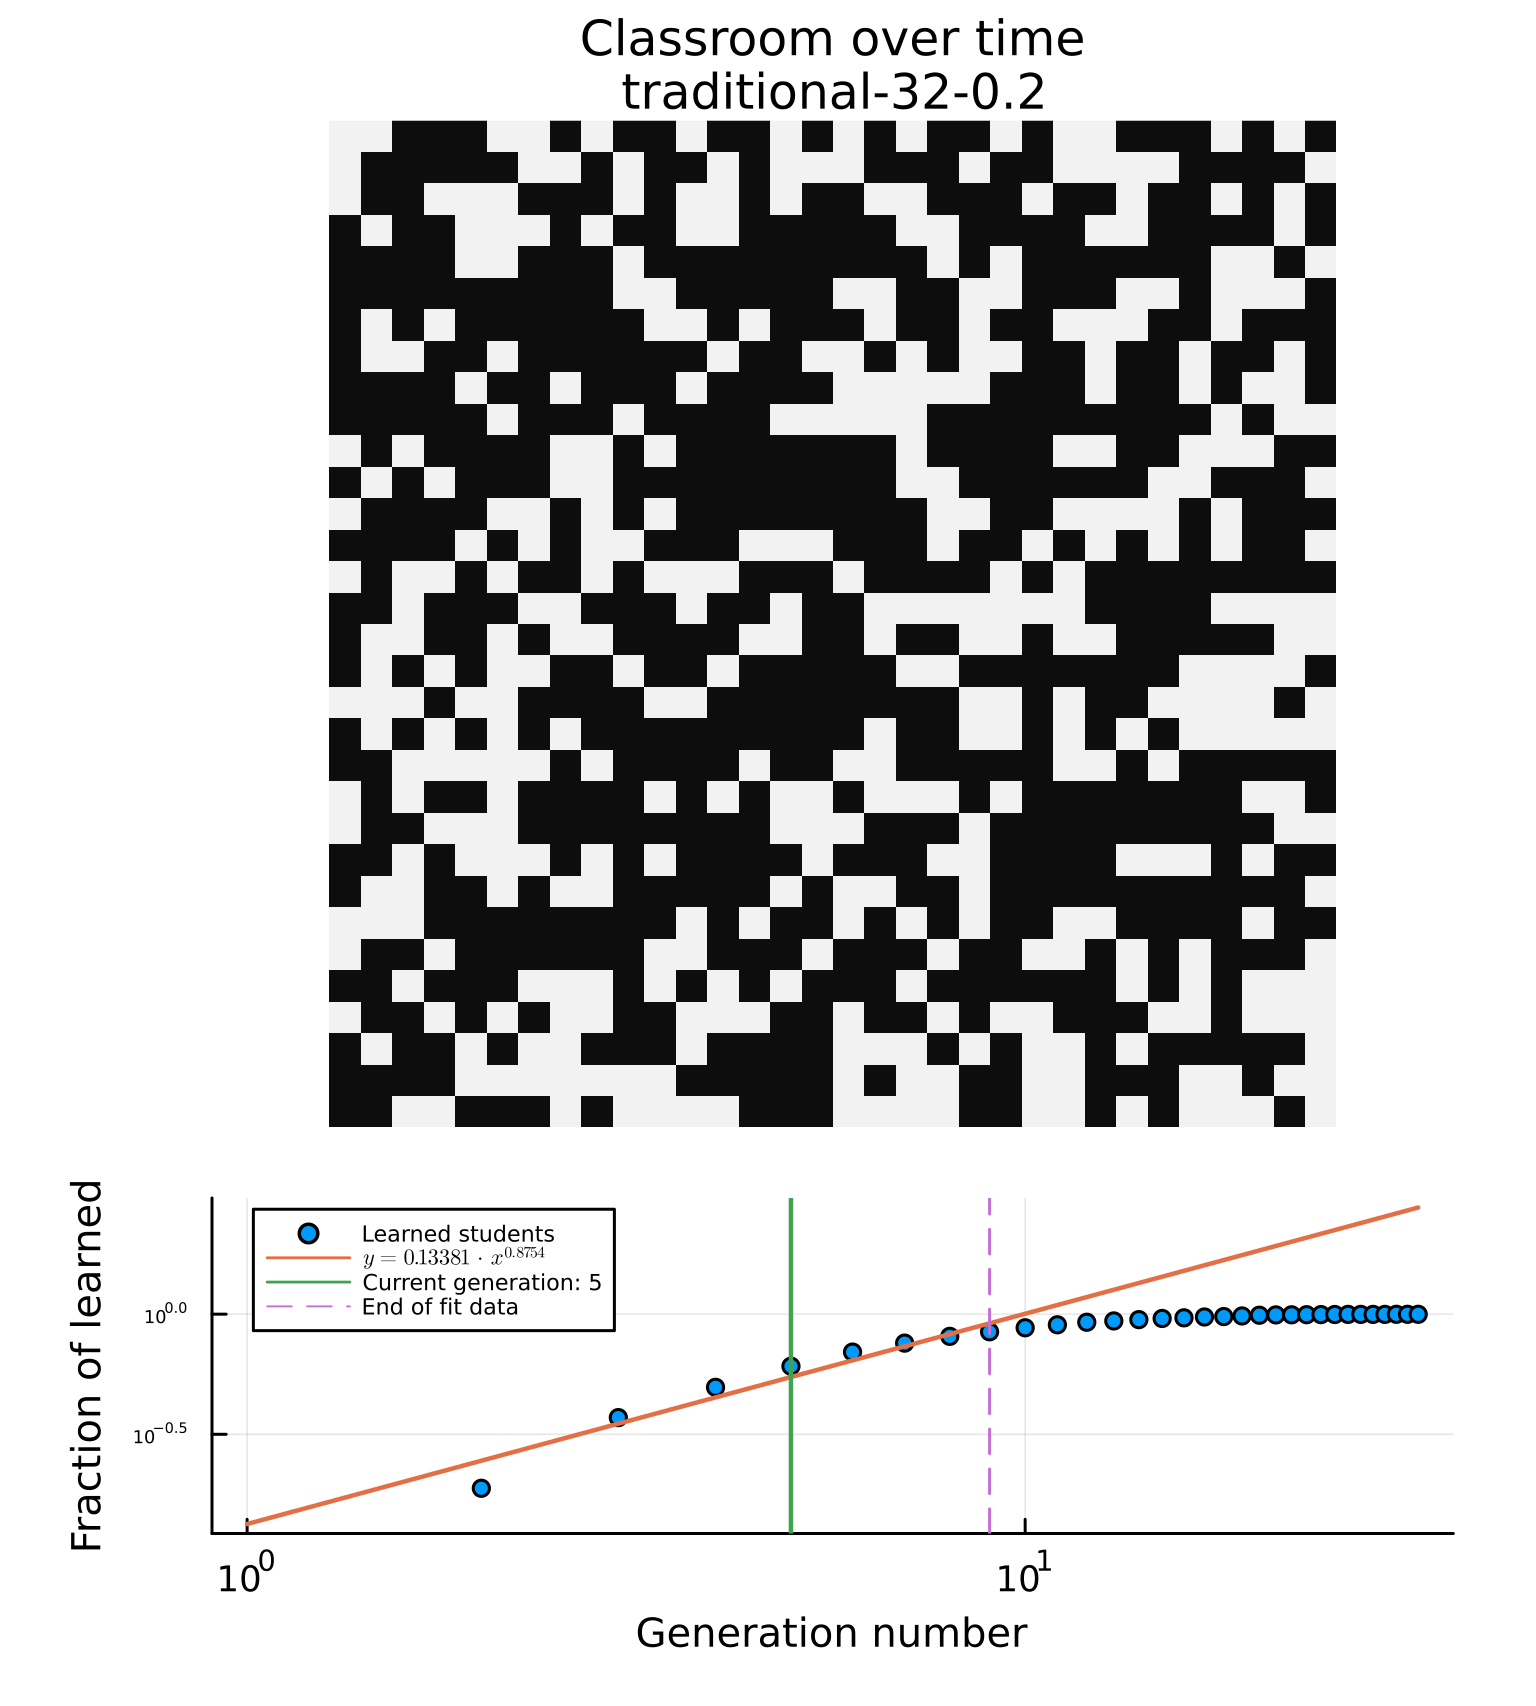 Classroom over time
traditional-32-0.2
Fraction of learned
Learned students
y = 0.13381 · x^0.8754
Current generation: 5
End of fit data
10^0.0
10^−0.5
10^0
10^1
Generation number